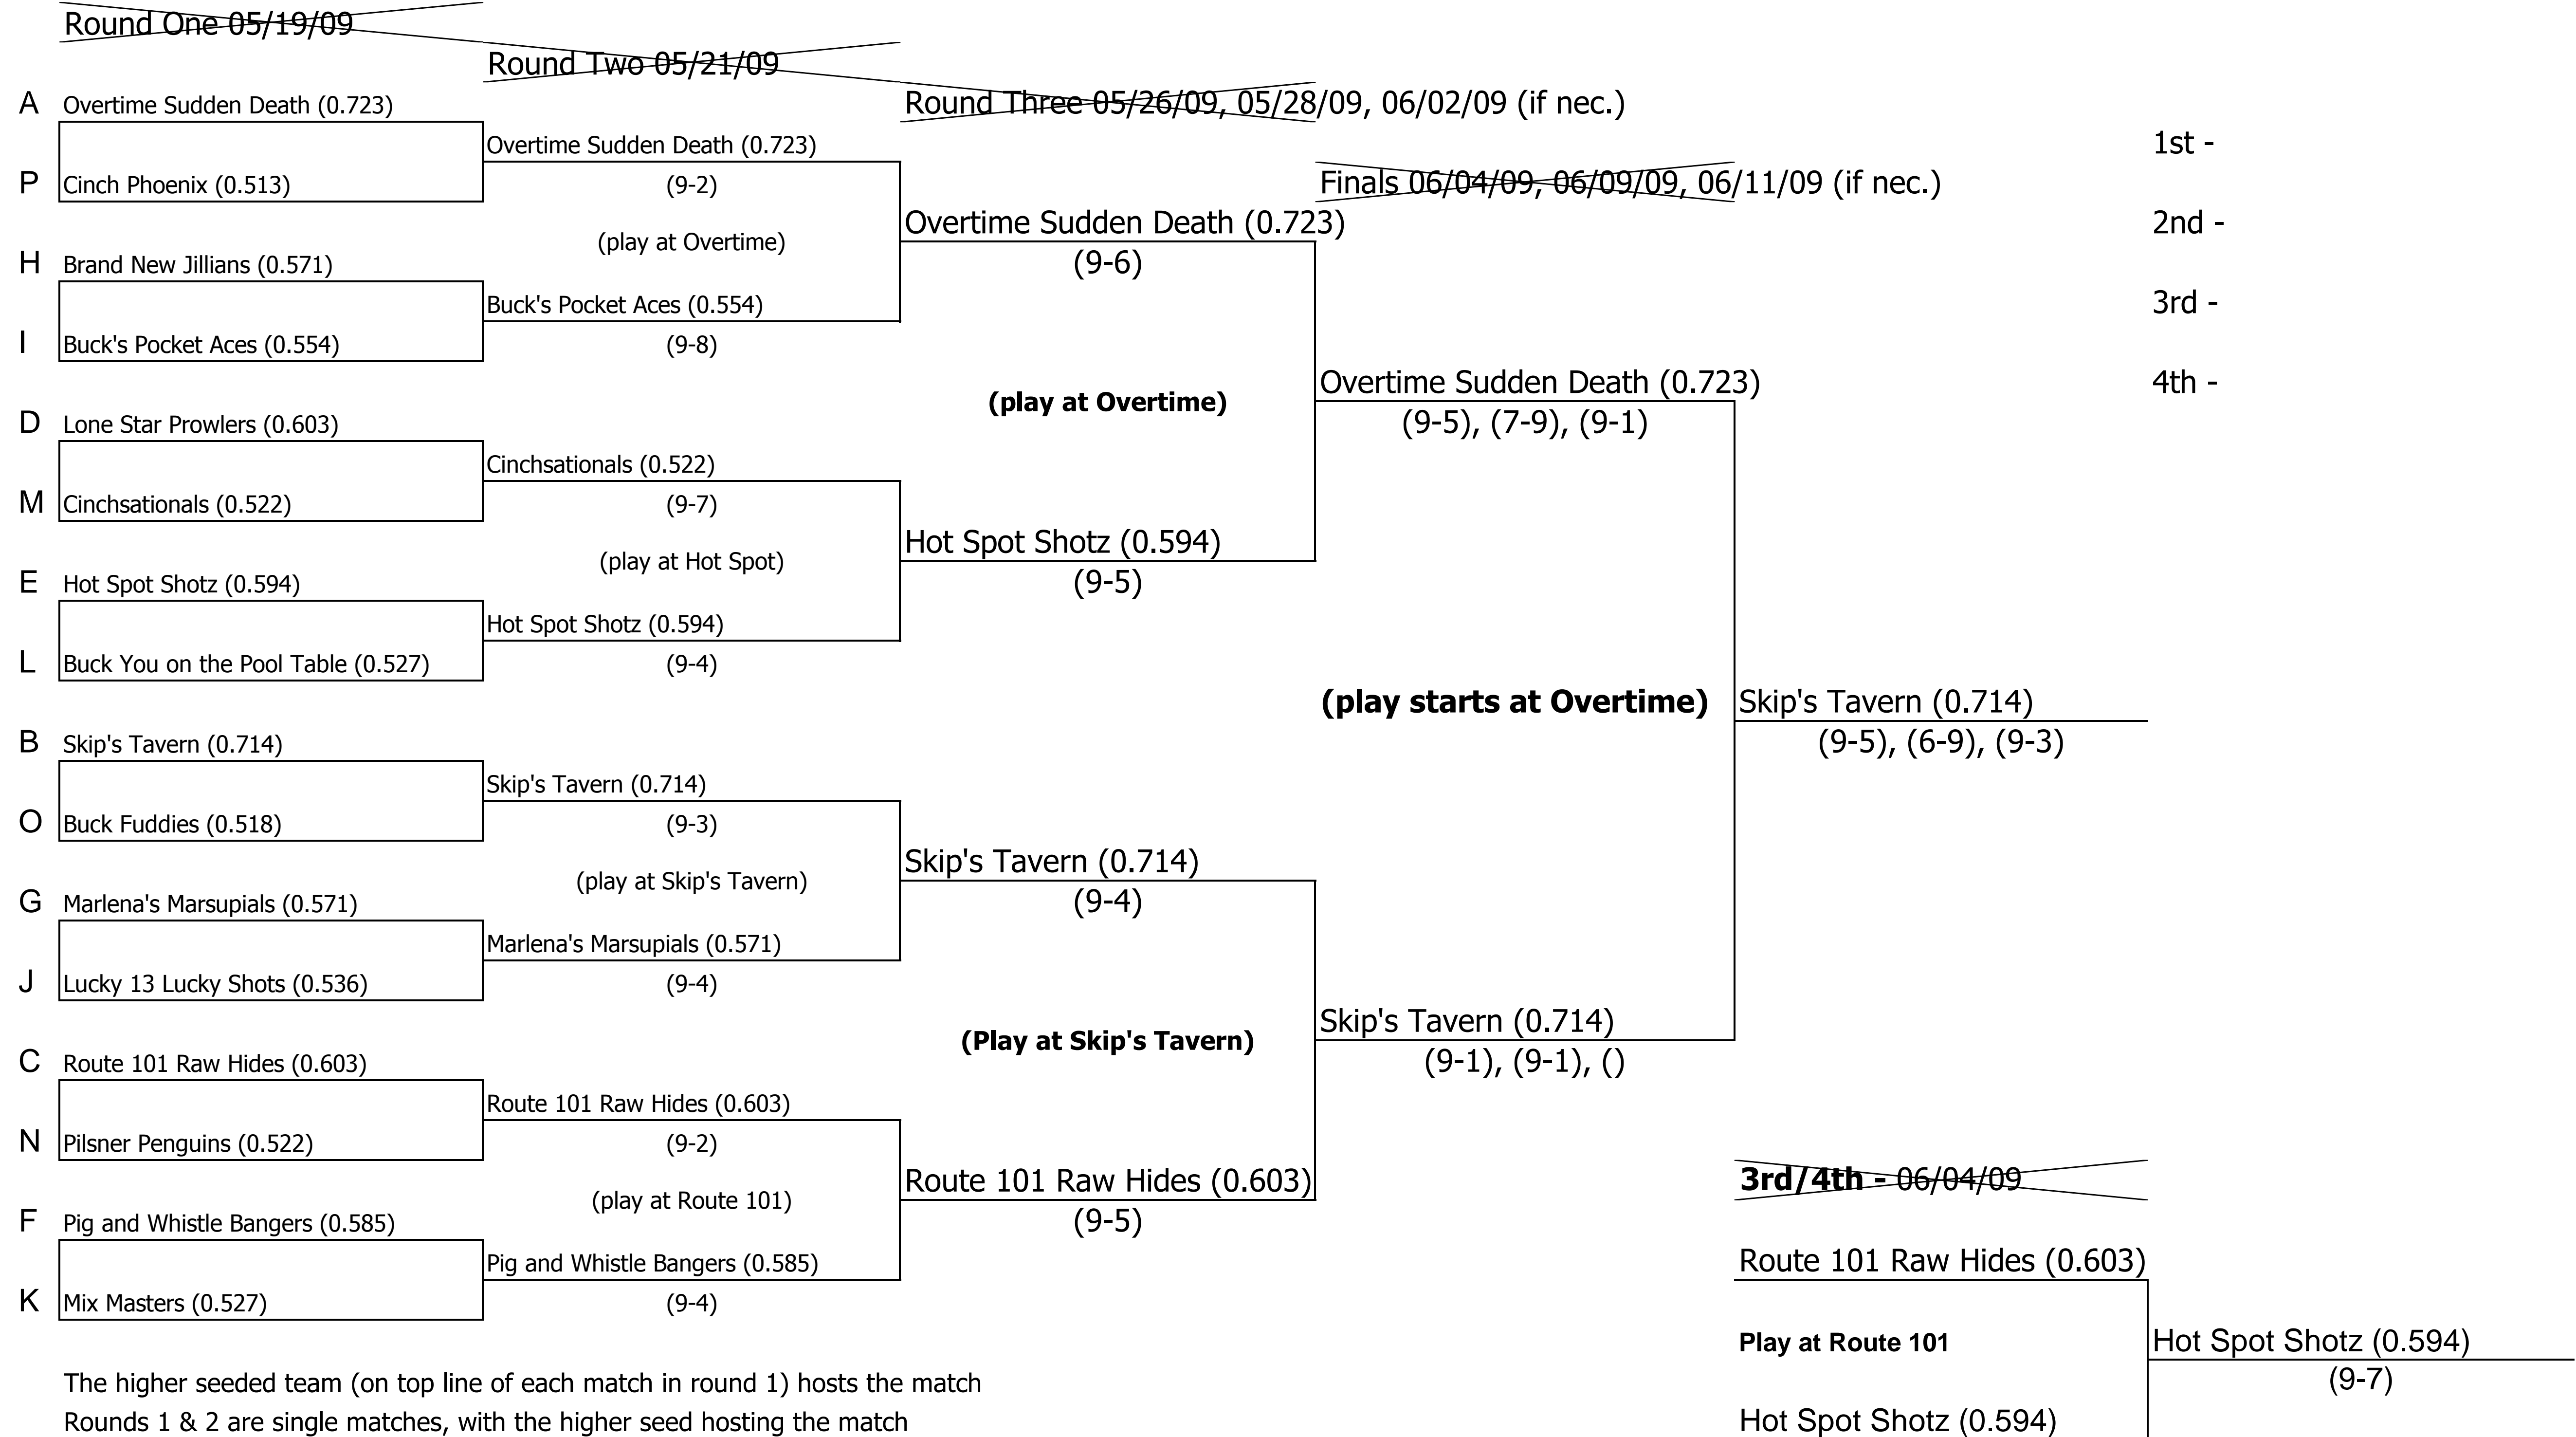 Round One 05/19/09
Round Two 05/21/09
Round Three 05/26/09, 05/28/09, 06/02/09 (if nec.)
Finals 06/04/09, 06/09/09, 06/11/09 (if nec.)
1st -
2nd -
3rd -
4th -
A Overtime Sudden Death (0.723)
P Cinch Phoenix (0.513)
H Brand New Jillians (0.571)
I Buck's Pocket Aces (0.554)
D Lone Star Prowlers (0.603)
M Cinchsationals (0.522)
E Hot Spot Shotz (0.594)
L Buck You on the Pool Table (0.527)
B Skip's Tavern (0.714)
O Buck Fuddies (0.518)
G Marlena's Marsupials (0.571)
J Lucky 13 Lucky Shots (0.536)
C Route 101 Raw Hides (0.603)
N Pilsner Penguins (0.522)
F Pig and Whistle Bangers (0.585)
K Mix Masters (0.527)
Overtime Sudden Death (0.723)
(9-2)
(play at Overtime)
Buck's Pocket Aces (0.554)
(9-8)
Cinchsationals (0.522)
(9-7)
(play at Hot Spot)
Hot Spot Shotz (0.594)
(9-4)
Skip's Tavern (0.714)
(9-3)
(play at Skip's Tavern)
Marlena's Marsupials (0.571)
(9-4)
Route 101 Raw Hides (0.603)
(9-2)
(play at Route 101)
Pig and Whistle Bangers (0.585)
(9-4)
Overtime Sudden Death (0.723)
(9-6)
(play at Overtime)
Hot Spot Shotz (0.594)
(9-5)
Skip's Tavern (0.714)
(9-4)
(Play at Skip's Tavern)
Route 101 Raw Hides (0.603)
(9-5)
Overtime Sudden Death (0.723)
(9-5), (7-9), (9-1)
(play starts at Overtime)
Skip's Tavern (0.714)
(9-1), (9-1), ()
Skip's Tavern (0.714)
(9-5), (6-9), (9-3)
3rd/4th - 06/04/09
Route 101 Raw Hides (0.603)
Play at Route 101
Hot Spot Shotz (0.594)
Hot Spot Shotz (0.594)
(9-7)
The higher seeded team (on top line of each match in round 1) hosts the match
Rounds 1 & 2 are single matches, with the higher seed hosting the match